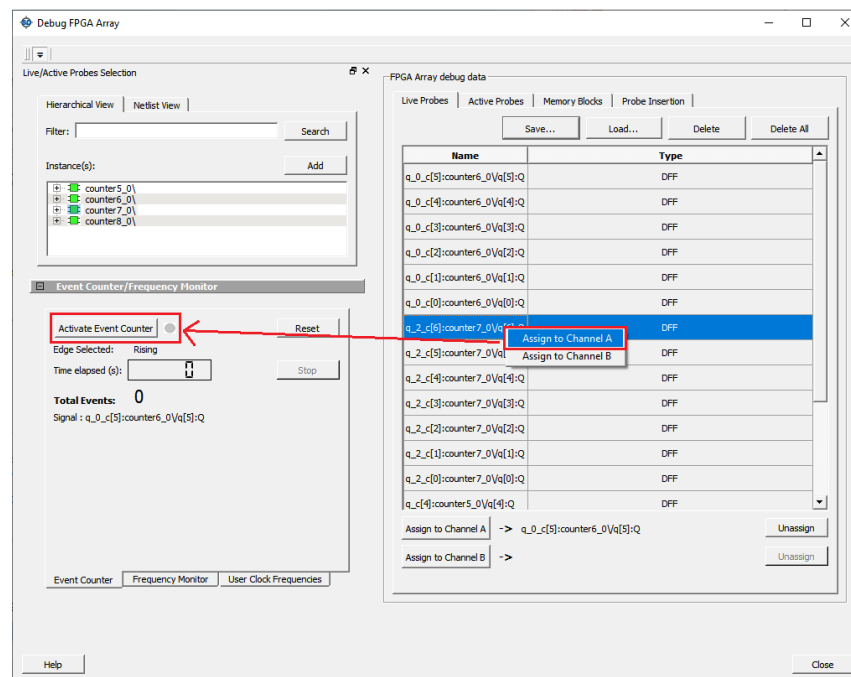 Debug FPGA Array
Live/Active Probes Selection
Hierarchical View Netlist View
Filter: Search
Instance(s): Add
counter5_0\
counter6_0\
counter7_0\
counter8_0\
Event Counter/Frequency Monitor
Activate Event Counter Reset
Edge Selected: Rising
Time elapsed (s): 0 Stop
Total Events: 0
Signal : q_0_c[5]:counter6_0\/q[5]:Q
Event Counter Frequency Monitor User Clock Frequencies
FPGA Array debug data
Live Probes Active Probes Memory Blocks Probe Insertion
Save... Load... Delete Delete All
Name Type
q_0_c[5]:counter6_0\/q[5]:Q DFF
q_0_c[4]:counter6_0\/q[4]:Q DFF
q_0_c[3]:counter6_0\/q[3]:Q DFF
q_0_c[2]:counter6_0\/q[2]:Q DFF
q_0_c[1]:counter6_0\/q[1]:Q DFF
q_0_c[0]:counter6_0\/q[0]:Q DFF
q_2_c[6]:counter7_0\/q[6]:Q DFF
Assign to Channel A
Assign to Channel B
q_2_c[5]:counter7_0\/q DFF
q_2_c[4]:counter7_0\/q[4]:Q DFF
q_2_c[3]:counter7_0\/q[3]:Q DFF
q_2_c[2]:counter7_0\/q[2]:Q DFF
q_2_c[1]:counter7_0\/q[1]:Q DFF
q_2_c[0]:counter7_0\/q[0]:Q DFF
q_c[4]:counter5_0\/q[4]:Q DFF
Assign to Channel A -> q_0_c[5]:counter6_0\/q[5]:Q Unassign
Assign to Channel B -> Unassign
Help Close